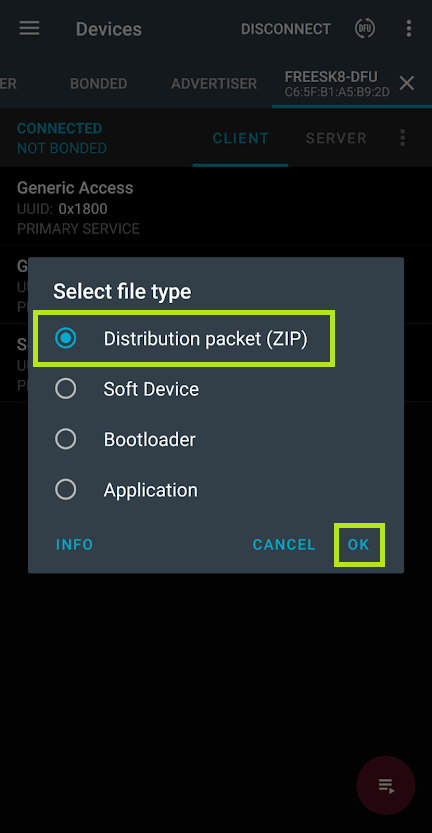 Devices
DISCONNECT
DFU
ER
BONDED
ADVERTISER
FREESK8-DFU
C6:5F:B1:A5:B9:2D
CONNECTED
NOT BONDED
CLIENT
SERVER
Generic Access
UUID: 0x1800
PRIMARY SERVICE
G
U
P
S
U
P
Select file type
Distribution packet (ZIP)
Soft Device
Bootloader
Application
INFO
CANCEL
OK